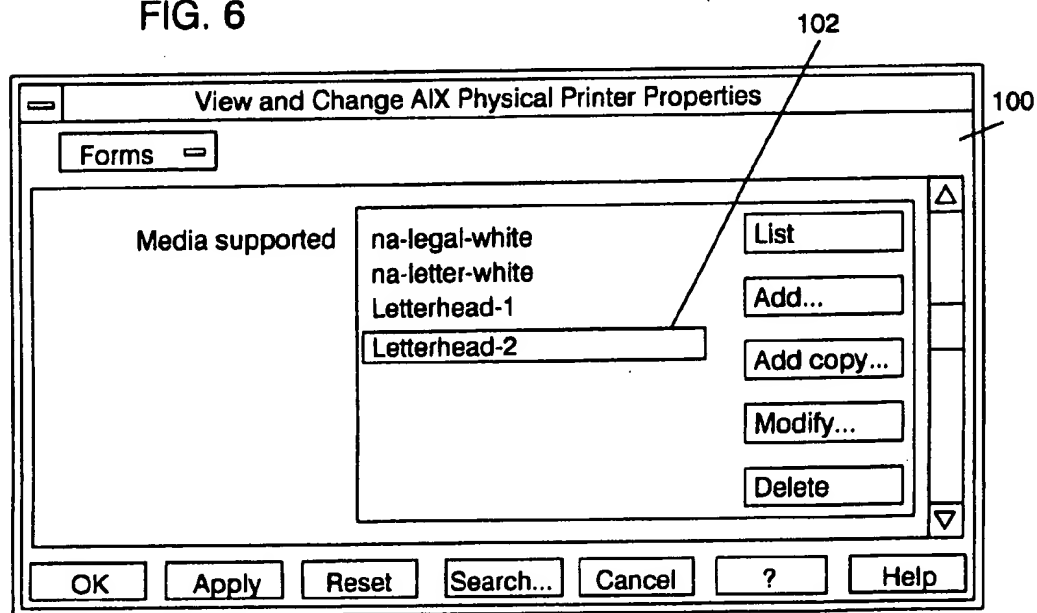 FIG. 6
102
View and Change AIX Physical Printer Properties
100
Forms
Media supported
na-legal-white
na-letter-white
Letterhead-1
Letterhead-2
List
Add...
Add copy...
Modify...
Delete
OK Apply Reset Search... Cancel ? Help